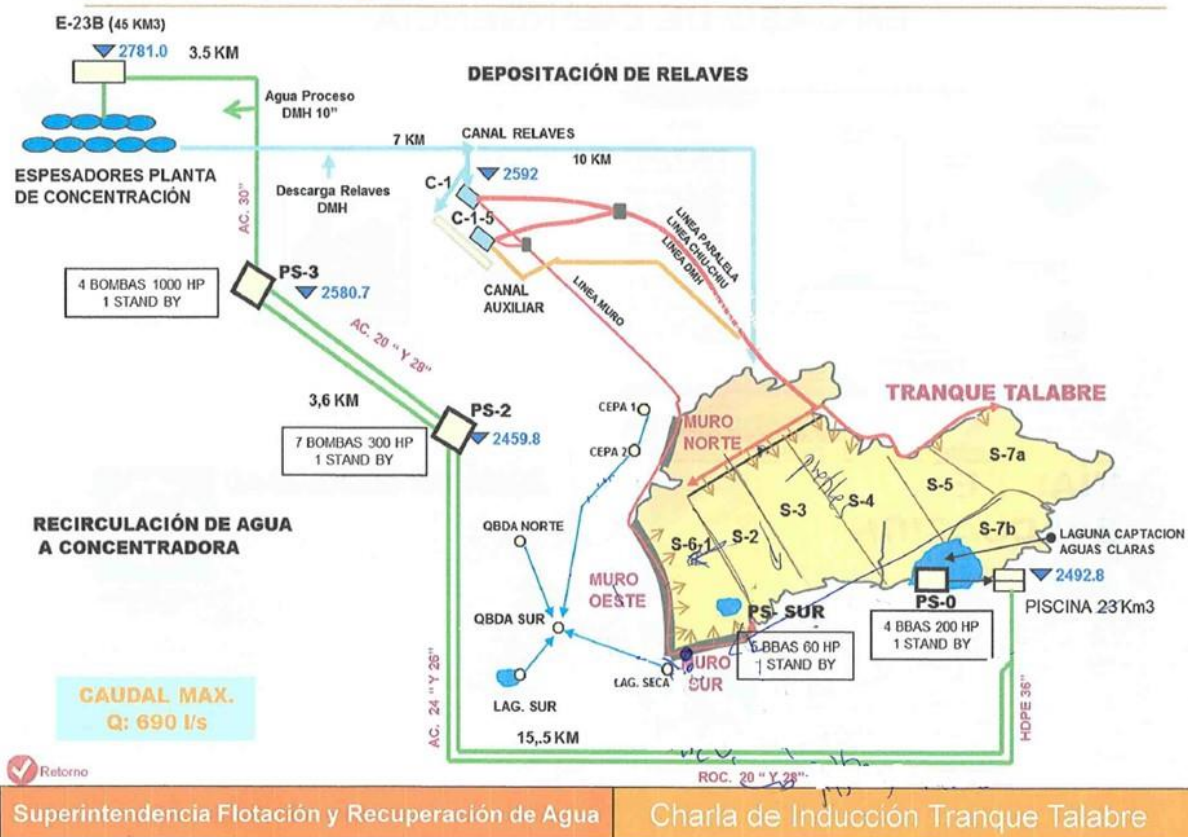 E-23B (45 KM3)
2781.0
3.5 KM
DEPOSITACIÓN DE RELAVES
Agua Proceso
DMH 10"
7 KM
CANAL RELAVES
10 KM
ESPESADORES PLANTA
DE CONCENTRACIÓN
Descarga Relaves
DMH
C-1
2592
C-1-5
AC. 30"
LINEA PARALELA
LINEA CHIU-CHIU
LINEA DMH
4 BOMBAS 1000 HP
1 STAND BY
PS-3
2580.7
CANAL
AUXILIAR
LINEA MURO
AC. 20 " Y 28"
3,6 KM
PS-2
2459.8
7 BOMBAS 300 HP
1 STAND BY
CEPA 1
CEPA 2
MURO
NORTE
TRANQUE TALABRE
S-7a
S-5
S-4
S-3
S-2
S-6-1
S-7b
RECIRCULACIÓN DE AGUA
A CONCENTRADORA
QBDA NORTE
LAGUNA CAPTACION
AGUAS CLARAS
MURO
OESTE
QBDA SUR
PS- SUR
PS-0
2492.8
PISCINA 23 Km3
5 BBAS 60 HP
1 STAND BY
4 BBAS 200 HP
1 STAND BY
MURO
SUR
LAG. SECA
LAG. SUR
CAUDAL MAX.
Q: 690 l/s
AC. 24 " Y 26"
HDPE 36"
15,.5 KM
ROC. 20 " Y 28"
Retorno
Superintendencia Flotación y Recuperación de Agua
Charla de Inducción Tranque Talabre